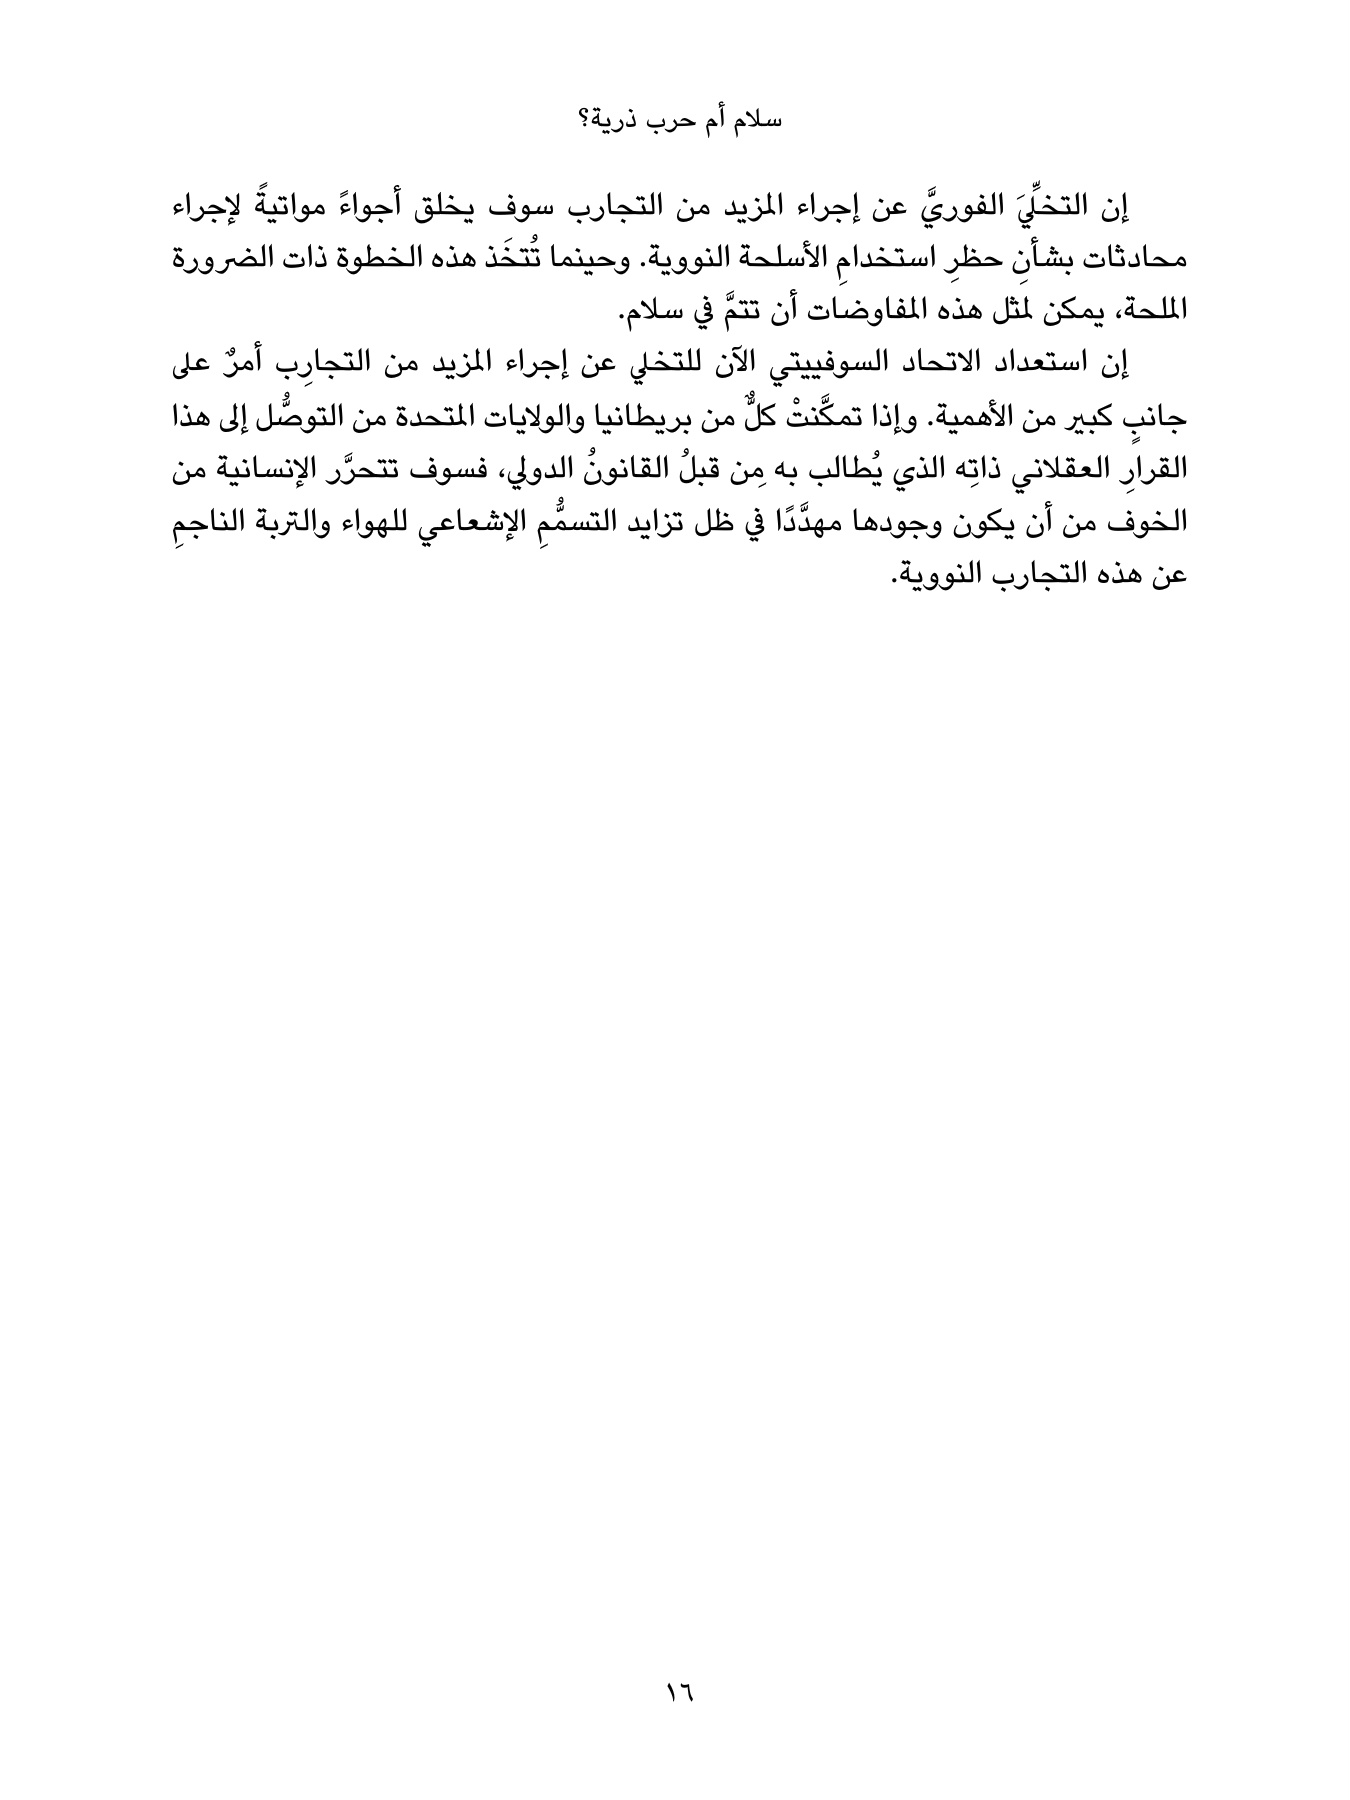 سلام أم حرب ذرية؟
إن التخلِّيَ الفوريَّ عن إجراء المزيد من التجارب سوف يخلق أجواءً مواتيةً لإجراء
محادثات بشأنِ حظرِ استخدامِ الأسلحة النووية. وحينما تُتخَذ هذه الخطوة ذات الضرورة
الملحة، يمكن لمثل هذه المفاوضات أن تتمَّ في سلام.
إن استعداد الاتحاد السوفييتي الآن للتخلي عن إجراء المزيد من التجارِب أمرٌ على
جانبٍ كبير من الأهمية. وإذا تمكَّنتْ كلٌّ من بريطانيا والولايات المتحدة من التوصُّل إلى هذا
القرارِ العقلاني ذاتِه الذي يُطالب به مِن قبلُ القانونُ الدولي، فسوف تتحرَّر الإنسانية من
الخوف من أن يكون وجودها مهدَّدًا في ظل تزايد التسمُّمِ الإشعاعي للهواء والتربة الناجمِ
عن هذه التجارب النووية.
١٦